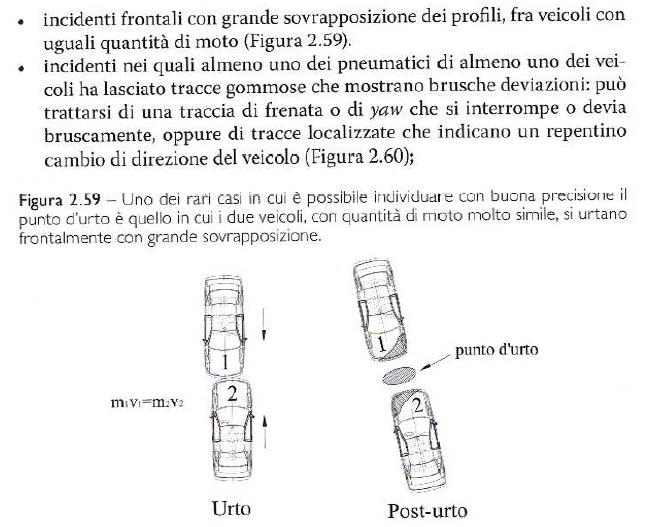 • incidenti frontali con grande sovrapposizione dei profili, fra veicoli con
uguali quantità di moto (Figura 2.59).
• incidenti nei quali almeno uno dei pneumatici di almeno uno dei vei-
coli ha lasciato tracce gommose che mostrano brusche deviazioni: può
trattarsi di una traccia di frenata o di yaw che si interrompe o devia
bruscamente, oppure di tracce localizzate che indicano un repentino
cambio di direzione del veicolo (Figura 2.60);
Figura 2.59 – Uno dei rari casi in cui è possibile individuare con buona precisione il
punto d'urto è quello in cui i due veicoli, con quantità di moto molto simile, si urtano
frontalmente con grande sovrapposizione.
1
2
m₁v₁=m₂v₂
Urto
1
punto d'urto
2
Post-urto